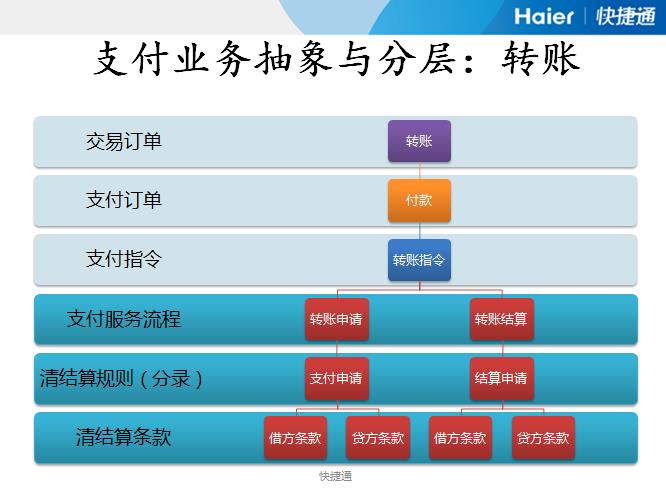 Haier | 快捷通
支付业务抽象与分层：转账
交易订单
转账
支付订单
付款
支付指令
转账指令
支付服务流程
转账申请
转账结算
清结算规则（分录）
支付申请
结算申请
清结算条款
借方条款
贷方条款
借方条款
贷方条款
快捷通